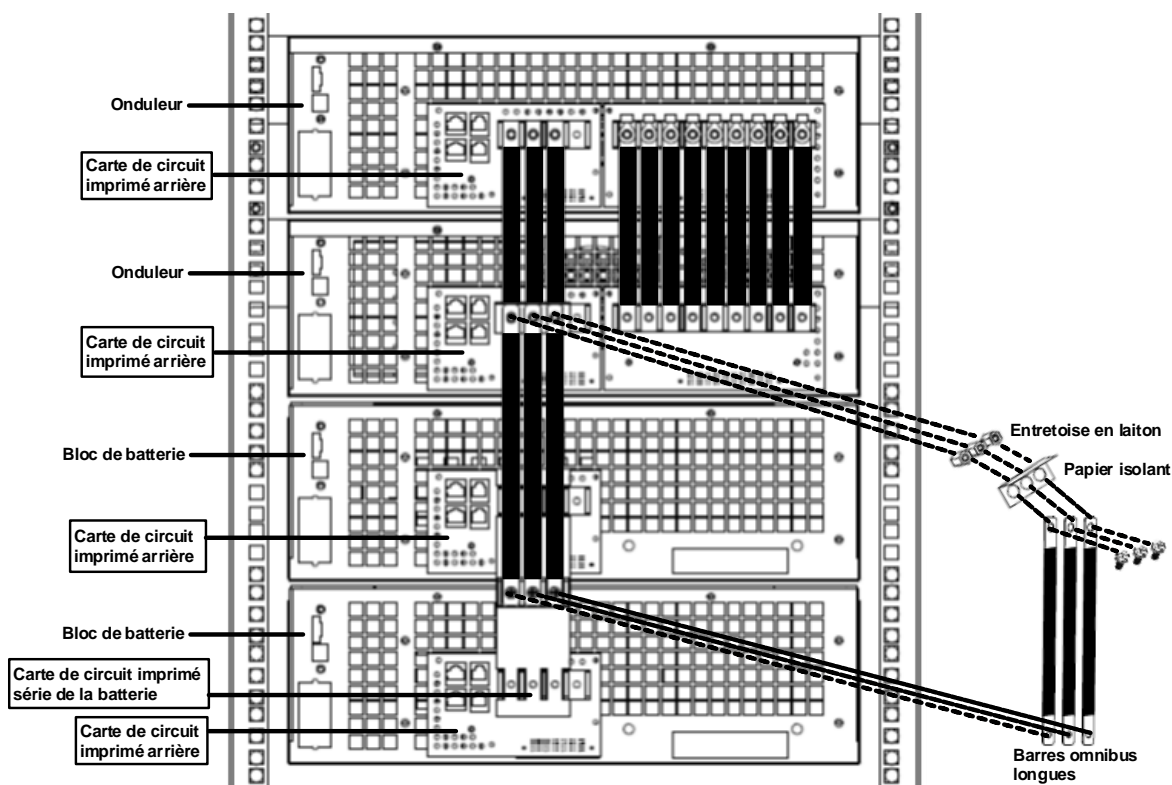 Onduleur
Carte de circuit
imprimé arrière
Onduleur
Carte de circuit
imprimé arrière
Bloc de batterie
Carte de circuit
imprimé arrière
Bloc de batterie
Carte de circuit imprimé
série de la batterie
Carte de circuit
imprimé arrière
Entretoise en laiton
Papier isolant
Barres omnibus
longues